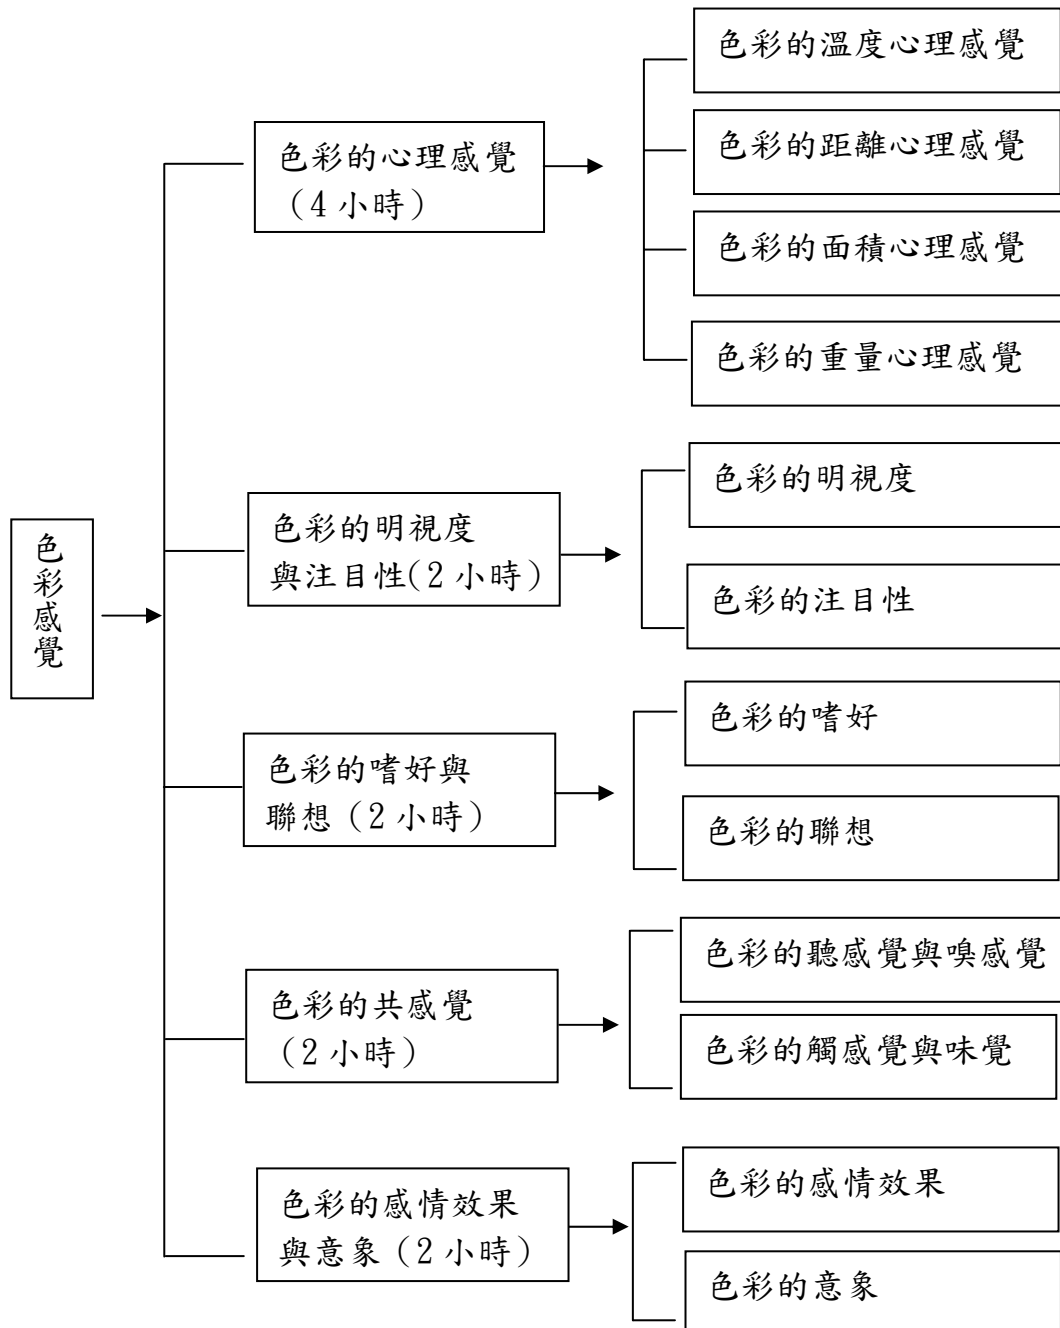 色彩感覺
色彩的心理感覺
（4 小時）
色彩的溫度心理感覺
色彩的距離心理感覺
色彩的面積心理感覺
色彩的重量心理感覺
色彩的明視度
與注目性(2 小時)
色彩的明視度
色彩的注目性
色彩的嗜好與
聯想（2 小時）
色彩的嗜好
色彩的聯想
色彩的共感覺
（2 小時）
色彩的聽感覺與嗅感覺
色彩的觸感覺與味覺
色彩的感情效果
與意象（2 小時）
色彩的感情效果
色彩的意象